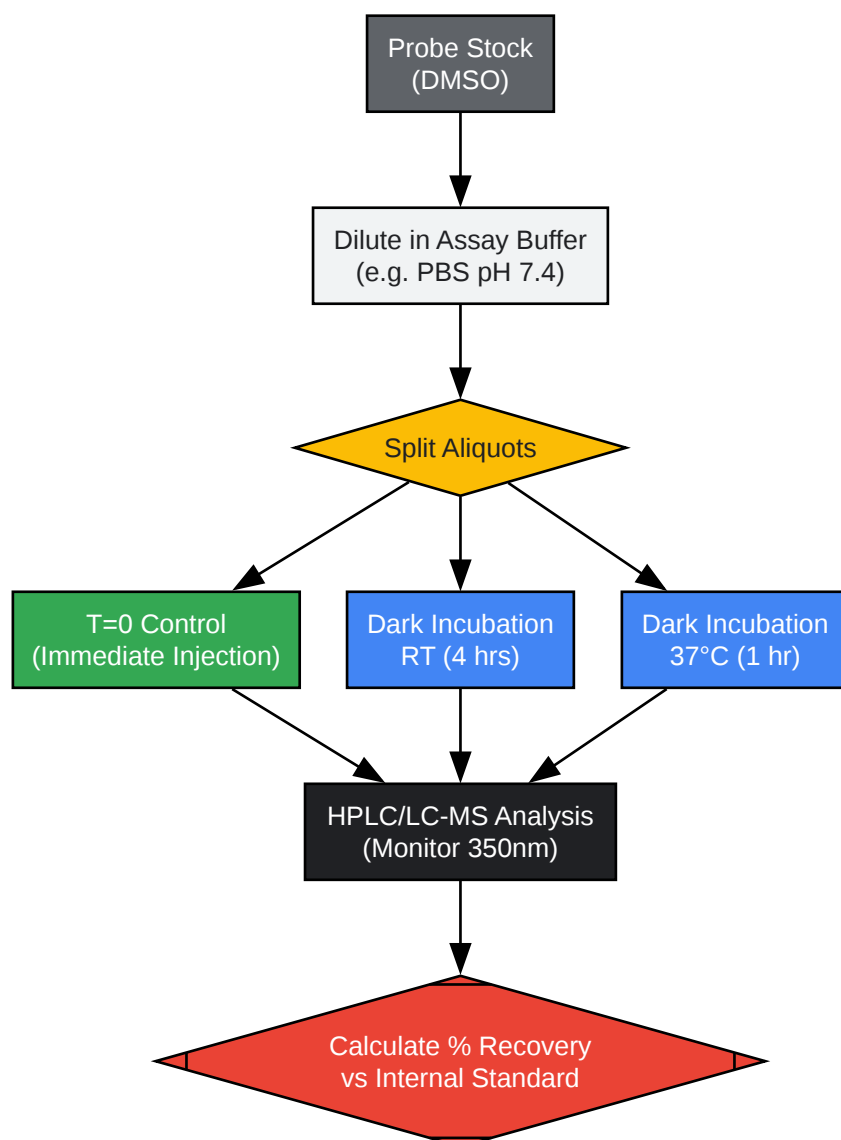 Probe Stock
(DMSO)
Dilute in Assay Buffer
(e.g. PBS pH 7.4)
Split Aliquots
T=0 Control
(Immediate Injection)
Dark Incubation
RT (4 hrs)
Dark Incubation
37°C (1 hr)
HPLC/LC-MS Analysis
(Monitor 350nm)
Calculate % Recovery
vs Internal Standard